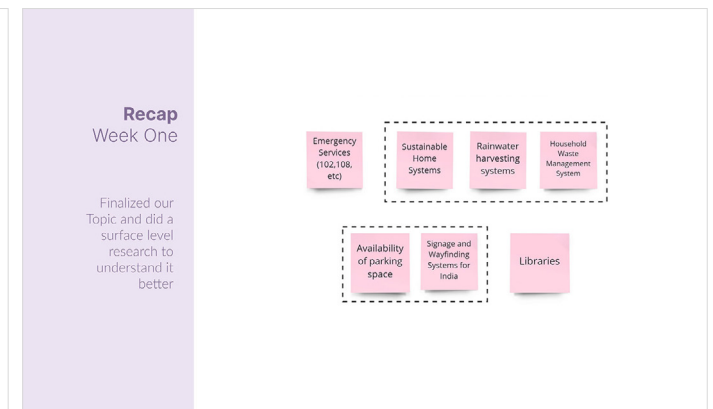 Recap
Week One
Finalized our
Topic and did a
surface level
research to
understand it
better
Emergency
Services
(102,108,
etc)
Sustainable
Home
Systems
Rainwater
harvesting
systems
Household
Waste
Management
System
Availability
of parking
space
Signage and
Wayfinding
Systems for
India
Libraries